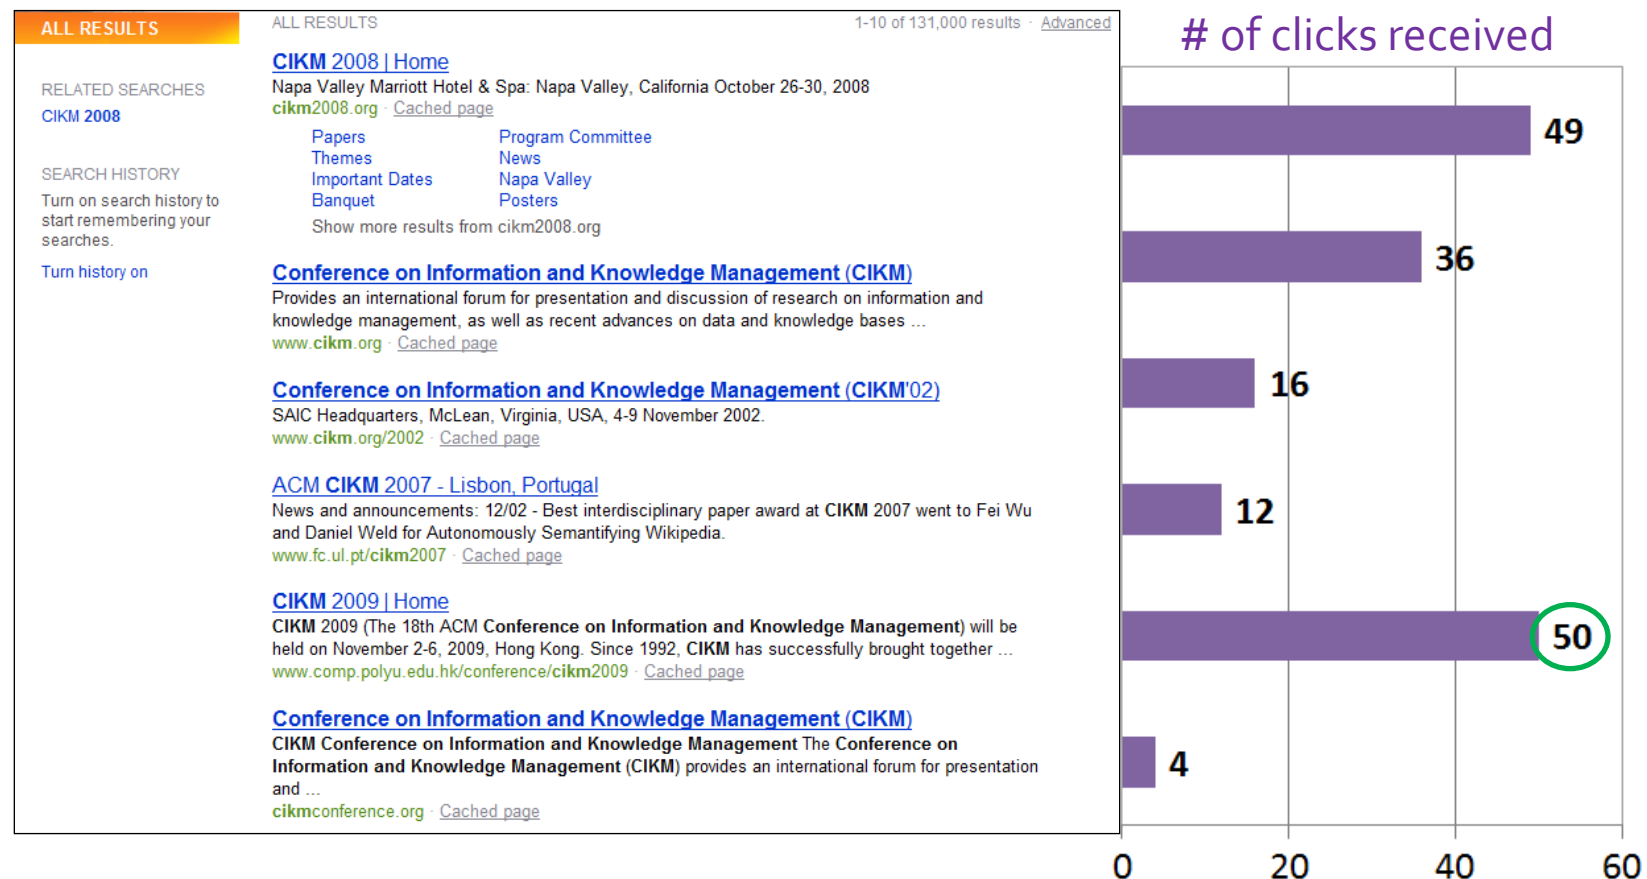 ALL RESULTS
RELATED SEARCHES
CIKM 2008
SEARCH HISTORY
Turn on search history to
start remembering your
searches.
Turn history on
ALL RESULTS
1-10 of 131,000 results · Advanced
CIKM 2008 | Home
Napa Valley Marriott Hotel & Spa: Napa Valley, California October 26-30, 2008
cikm2008.org · Cached page
Papers Program Committee
Themes News
Important Dates Napa Valley
Banquet Posters
Show more results from cikm2008.org
Conference on Information and Knowledge Management (CIKM)
Provides an international forum for presentation and discussion of research on information and
knowledge management, as well as recent advances on data and knowledge bases ...
www.cikm.org · Cached page
Conference on Information and Knowledge Management (CIKM'02)
SAIC Headquarters, McLean, Virginia, USA, 4-9 November 2002.
www.cikm.org/2002 · Cached page
ACM CIKM 2007 - Lisbon, Portugal
News and announcements: 12/02 - Best interdisciplinary paper award at CIKM 2007 went to Fei Wu
and Daniel Weld for Autonomously Semantifying Wikipedia.
www.fc.ul.pt/cikm2007 · Cached page
CIKM 2009 | Home
CIKM 2009 (The 18th ACM Conference on Information and Knowledge Management) will be
held on November 2-6, 2009, Hong Kong. Since 1992, CIKM has successfully brought together ...
www.comp.polyu.edu.hk/conference/cikm2009 · Cached page
Conference on Information and Knowledge Management (CIKM)
CIKM Conference on Information and Knowledge Management The Conference on
Information and Knowledge Management (CIKM) provides an international forum for presentation
and ...
cikmconference.org · Cached page
# of clicks received
49
36
16
12
50
4
0 20 40 60